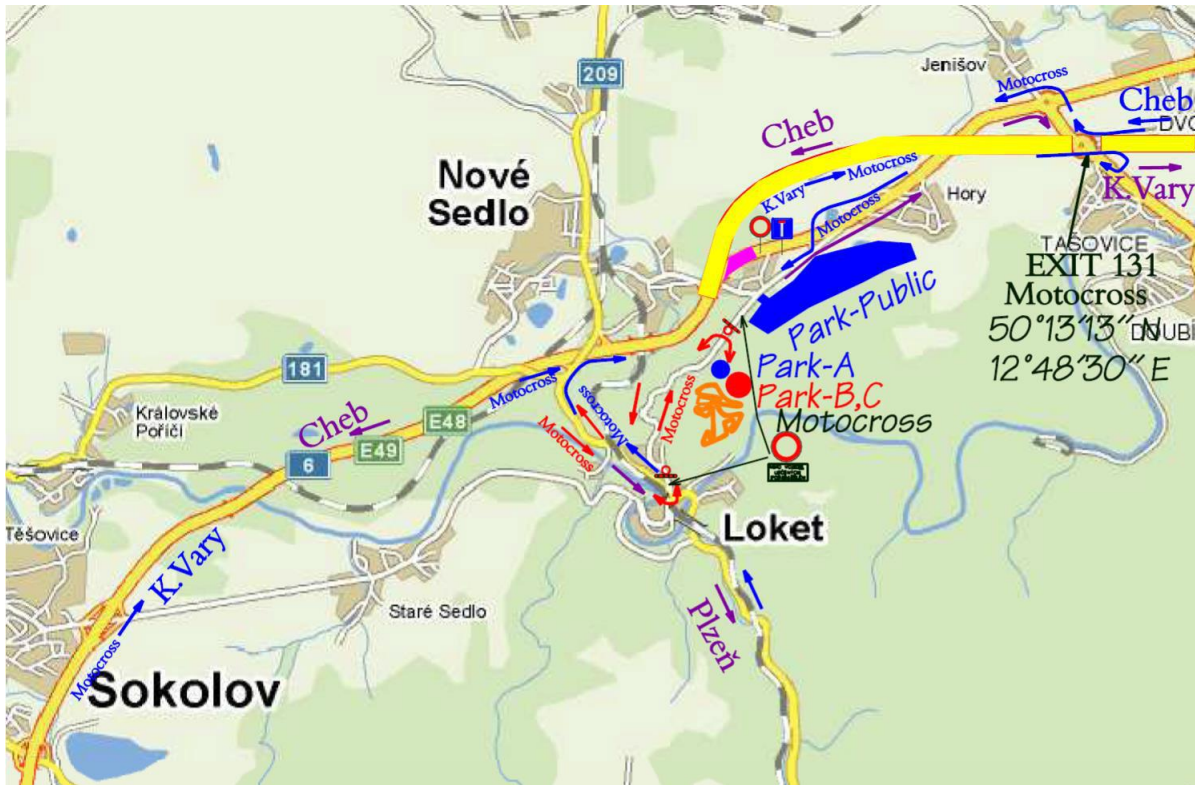 209
Jenišov
Motocross
Cheb
DVO
Cheb
K.Vary
Motocross
K.Vary
Nové
Sedlo
Hory
Motocross
TAŠOVICE
EXIT 131
Motocross
50°13'13" N
12°48'30" E
DOUBI
Park-Public
Park-A
Park-B,C
Motocross
181
Motocross
Motocross
Motocross
Motocross
Královské
Poříčí
Cheb
E48
E49
6
Těšovice
K.Vary
Loket
Staré Sedlo
Plzeň
Motocross
Sokolov